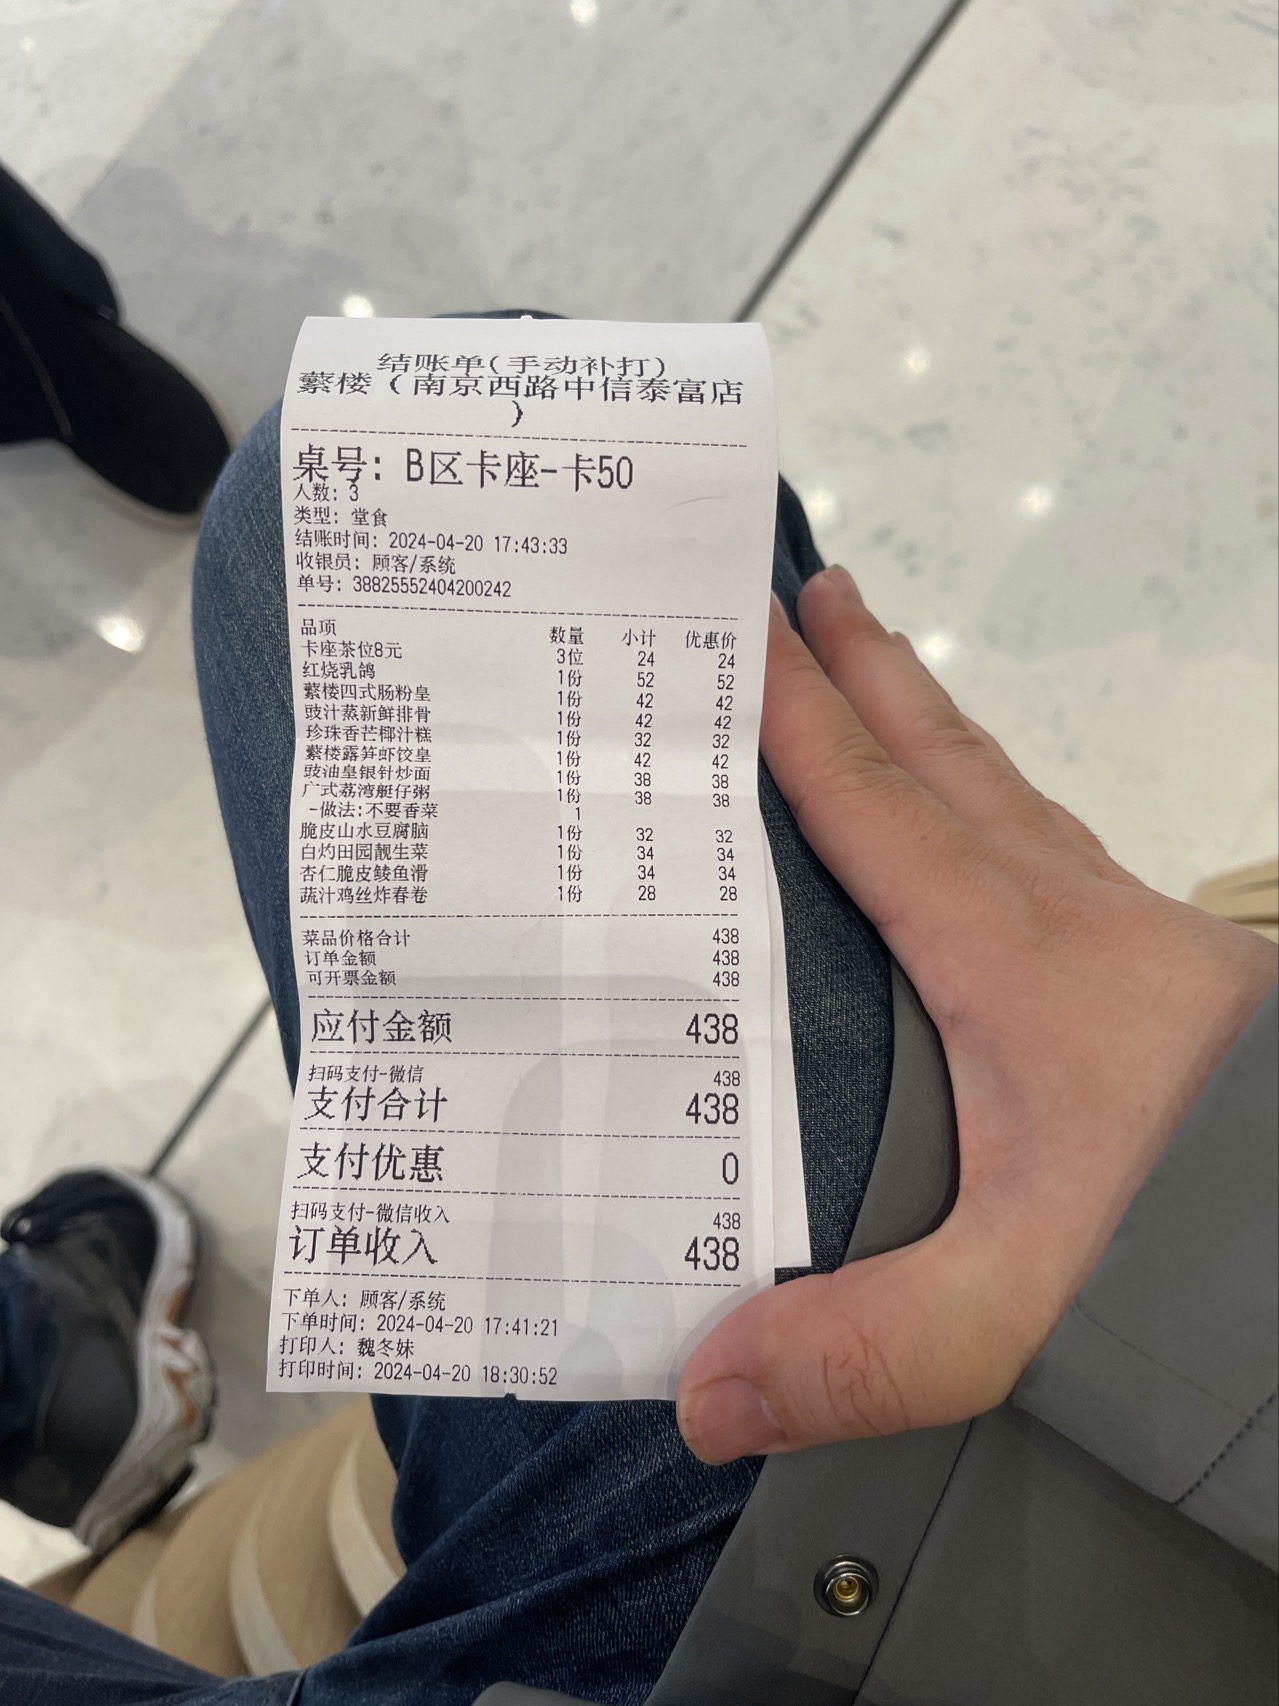 结账单(手动补打)
蘩楼（南京西路中信泰富店
）
桌号: B区卡座-卡50
人数: 3
类型: 堂食
结账时间: 2024-04-20 17:43:33
收银员: 顾客/系统
单号: 38825552404200242
品项 数量 小计 优惠价
卡座茶位8元 3位 24 24
红烧乳鸽 1份 52 52
蘩楼四式肠粉皇 1份 42 42
豉汁蒸新鲜排骨 1份 42 42
珍珠香芒椰汁糕 1份 32 32
蘩楼露笋虾饺皇 1份 42 42
豉油皇银针炒面 1份 38 38
广式荔湾艇仔粥 1份 38 38
-做法:不要香菜 1
脆皮山水豆腐脑 1份 32 32
白灼田园靓生菜 1份 34 34
杏仁脆皮鲮鱼滑 1份 34 34
蔬汁鸡丝炸春卷 1份 28 28
菜品价格合计 438
订单金额 438
可开票金额 438
应付金额 438
扫码支付-微信 438
支付合计 438
支付优惠 0
扫码支付-微信收入 438
订单收入 438
下单人: 顾客/系统
下单时间: 2024-04-20 17:41:21
打印人: 魏冬妹
打印时间: 2024-04-20 18:30:52